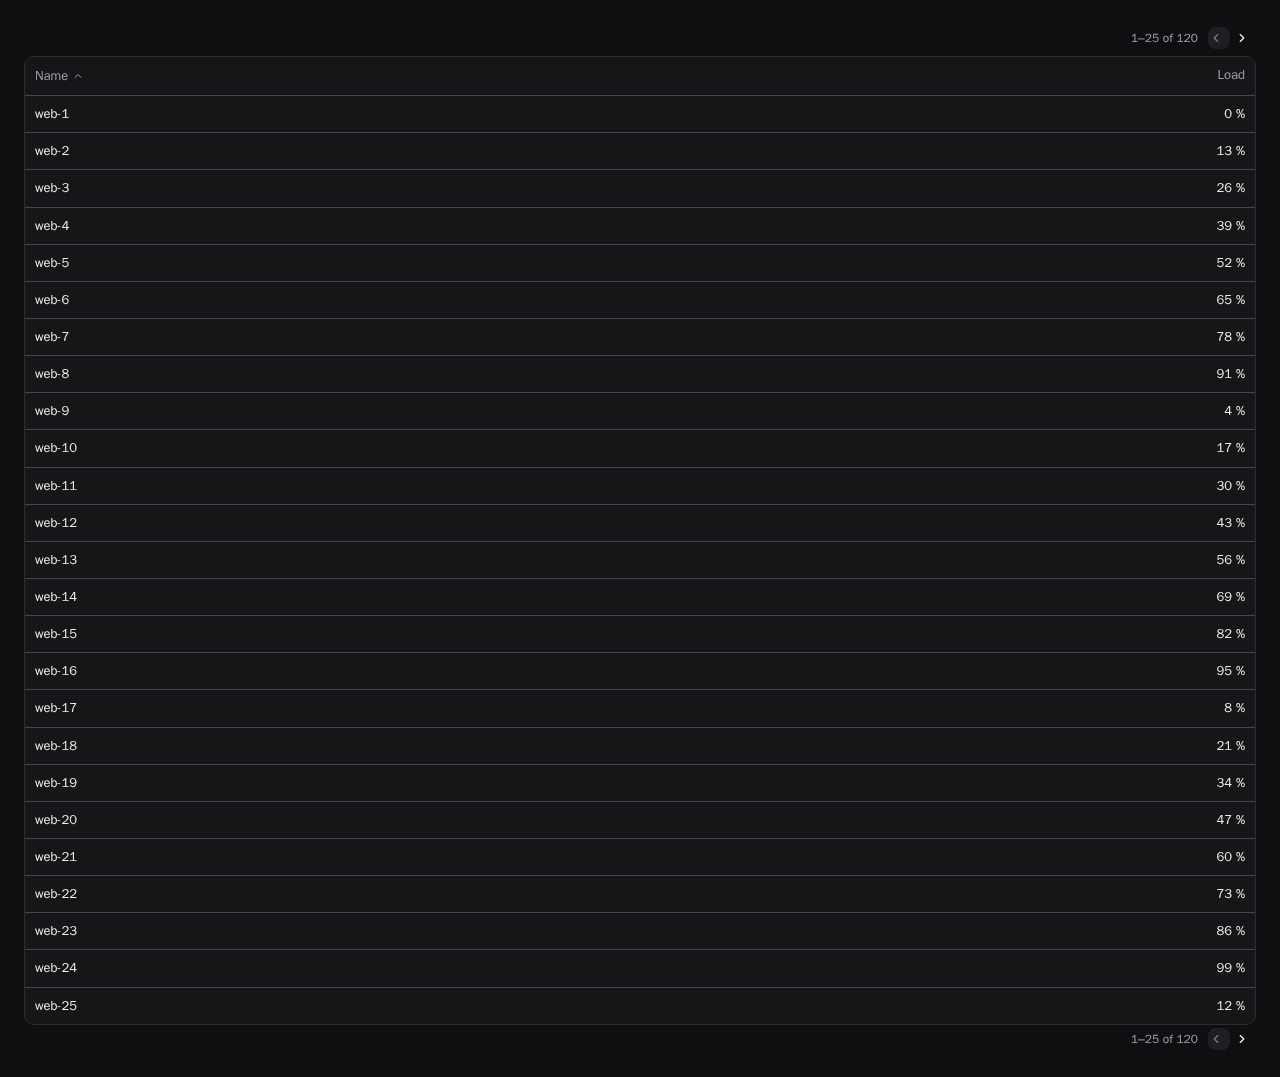 1–25 of 120
Name Load
web-1 0 %
web-2 13 %
web-3 26 %
web-4 39 %
web-5 52 %
web-6 65 %
web-7 78 %
web-8 91 %
web-9 4 %
web-10 17 %
web-11 30 %
web-12 43 %
web-13 56 %
web-14 69 %
web-15 82 %
web-16 95 %
web-17 8 %
web-18 21 %
web-19 34 %
web-20 47 %
web-21 60 %
web-22 73 %
web-23 86 %
web-24 99 %
web-25 12 %
1–25 of 120